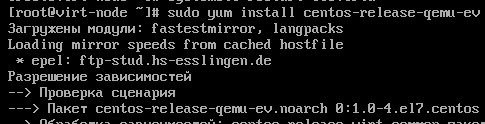 [root@virt-node ~]# sudo yum install centos-release-qemu-ev
Загружены модули: fastestmirror, langpacks
Loading mirror speeds from cached hostfile
 * epel: ftp-stud.hs-esslingen.de
Разрешение зависимостей
--> Проверка сценария
---> Пакет centos-release-qemu-ev.noarch 0:1.0-4.el7.centos